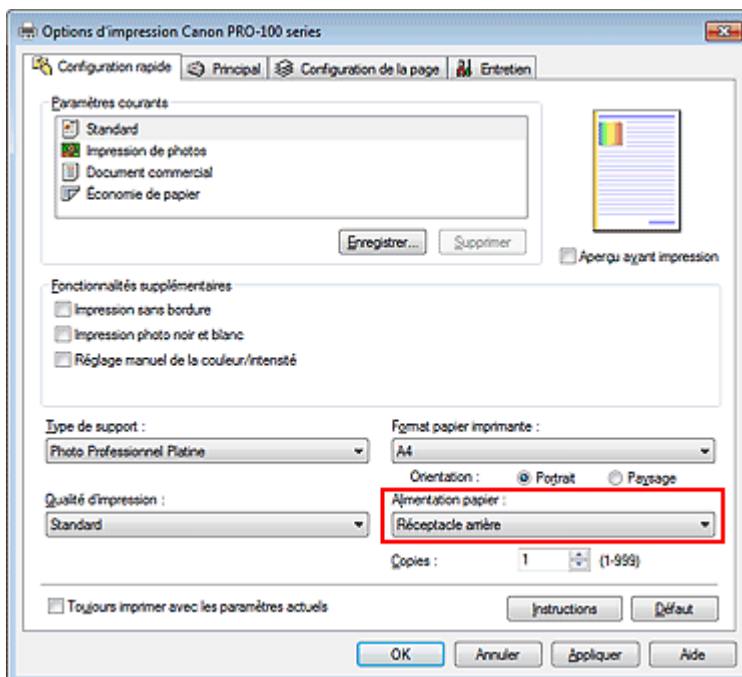 Options d'impression Canon PRO-100 series
Configuration rapide Principal Configuration de la page Entretien
Paramètres courants
Standard
Impression de photos
Document commercial
Économie de papier
Enregistrer... Supprimer
Aperçu avant impression
Fonctionnalités supplémentaires
Impression sans bordure
Impression photo noir et blanc
Réglage manuel de la couleur/intensité
Type de support :
Photo Professionnel Platine
Format papier imprimante :
A4
Orientation : Portrait Paysage
Qualité d'impression :
Standard
Alimentation papier :
Réceptacle arrière
Copies : 1 (1-999)
Toujours imprimer avec les paramètres actuels
Instructions Défaut
OK Annuler Appliquer Aide